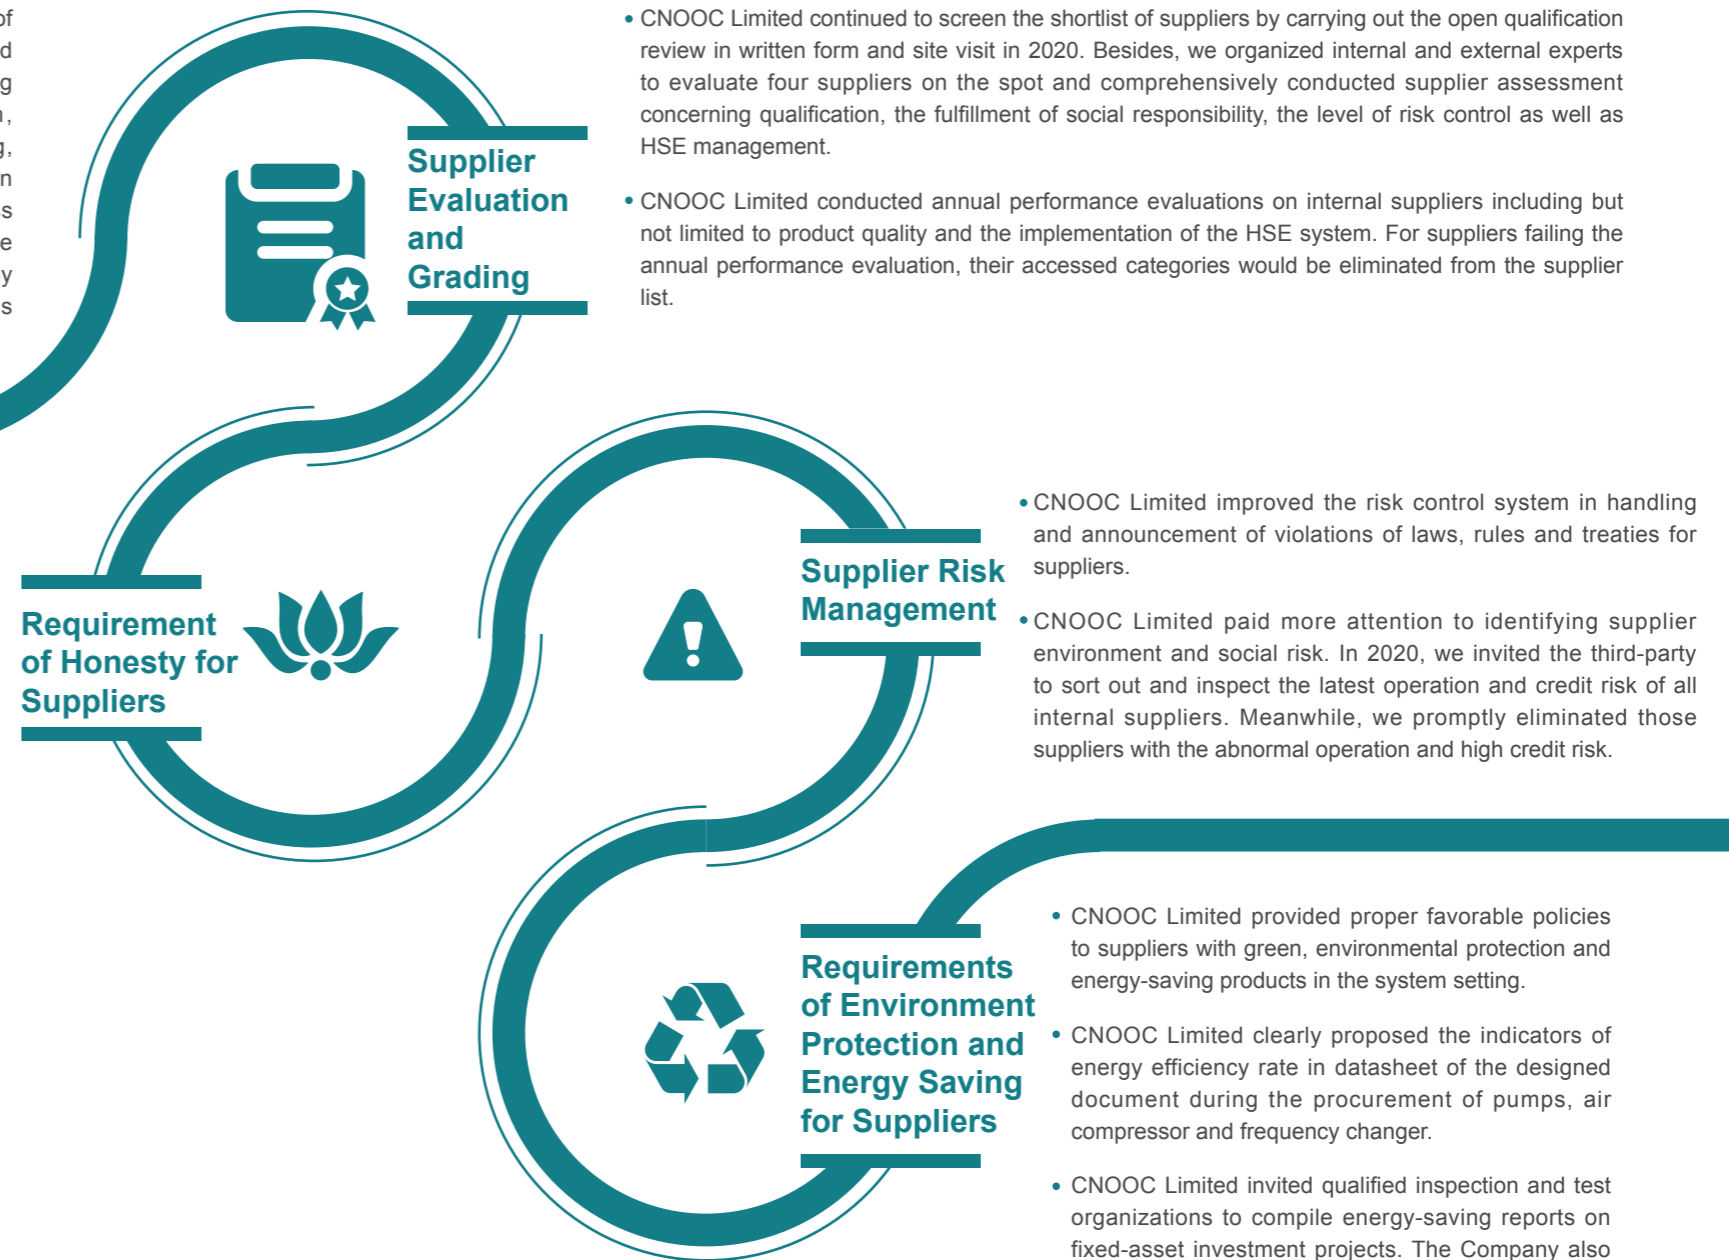 of
d
g
n,
g,
n
s
e
y
s
• CNOOC Limited continued to screen the shortlist of suppliers by carrying out the open qualification
review in written form and site visit in 2020. Besides, we organized internal and external experts
to evaluate four suppliers on the spot and comprehensively conducted supplier assessment
concerning qualification, the fulfillment of social responsibility, the level of risk control as well as
HSE management.
• CNOOC Limited conducted annual performance evaluations on internal suppliers including but
not limited to product quality and the implementation of the HSE system. For suppliers failing the
annual performance evaluation, their accessed categories would be eliminated from the supplier
list.
Supplier
Evaluation
and
Grading
Requirement
of Honesty for
Suppliers
Supplier Risk
Management
• CNOOC Limited improved the risk control system in handling
and announcement of violations of laws, rules and treaties for
suppliers.
• CNOOC Limited paid more attention to identifying supplier
environment and social risk. In 2020, we invited the third-party
to sort out and inspect the latest operation and credit risk of all
internal suppliers. Meanwhile, we promptly eliminated those
suppliers with the abnormal operation and high credit risk.
Requirements
of Environment
Protection and
Energy Saving
for Suppliers
• CNOOC Limited provided proper favorable policies
to suppliers with green, environmental protection and
energy-saving products in the system setting.
• CNOOC Limited clearly proposed the indicators of
energy efficiency rate in datasheet of the designed
document during the procurement of pumps, air
compressor and frequency changer.
• CNOOC Limited invited qualified inspection and test
organizations to compile energy-saving reports on
fixed-asset investment projects. The Company also